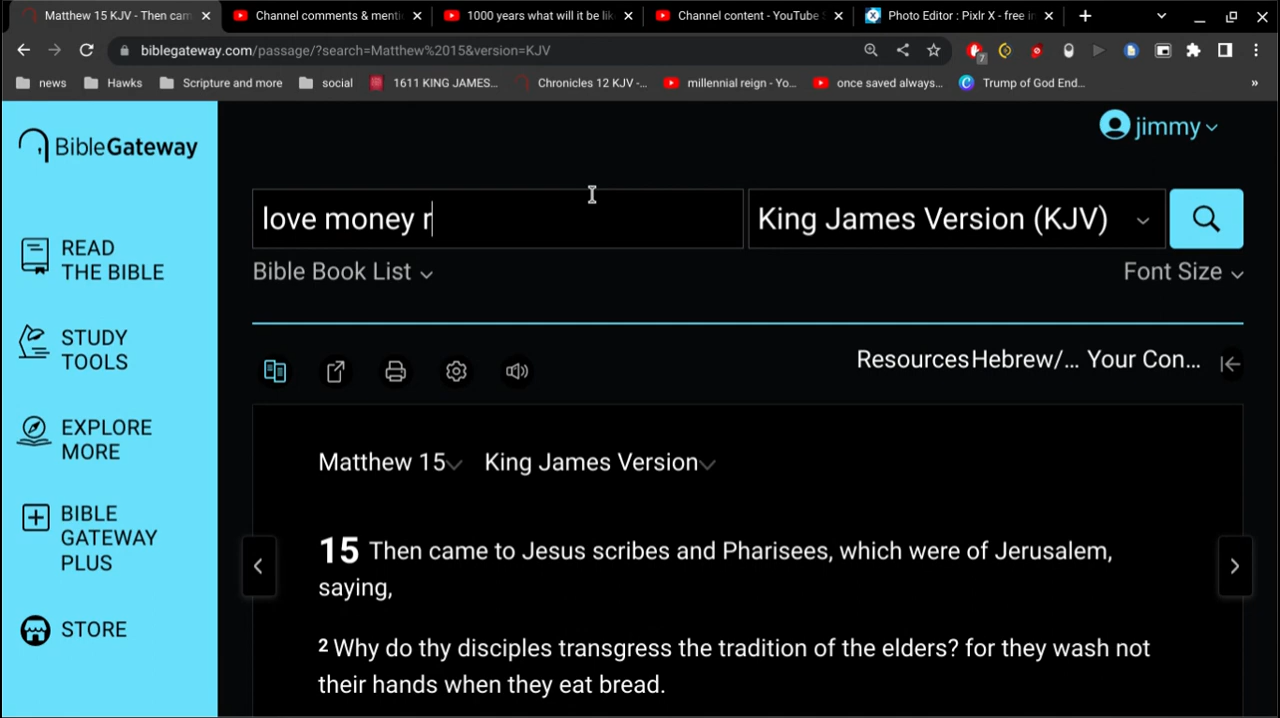 Matthew 15 KJV - Then cam
Channel comments & menti
1000 years what will it be lik
Channel content - YouTube S
Photo Editor : Pixlr X - free i
biblegateway.com/passage/?search=Matthew%2015&version=KJV
7
news
Hawks
Scripture and more
social
1611 KING JAMES...
Chronicles 12 KJV -...
millennial reign - Yo...
once saved always...
Trump of God End...
»
BibleGateway
jimmy
love money r
King James Version (KJV)
Bible Book List
Font Size
READ
THE BIBLE
STUDY
TOOLS
EXPLORE
MORE
BIBLE
GATEWAY
PLUS
STORE
Resources
Hebrew/...
Your Con...
Matthew 15
King James Version
15 Then came to Jesus scribes and Pharisees, which were of Jerusalem,
saying,
2 Why do thy disciples transgress the tradition of the elders? for they wash not
their hands when they eat bread.